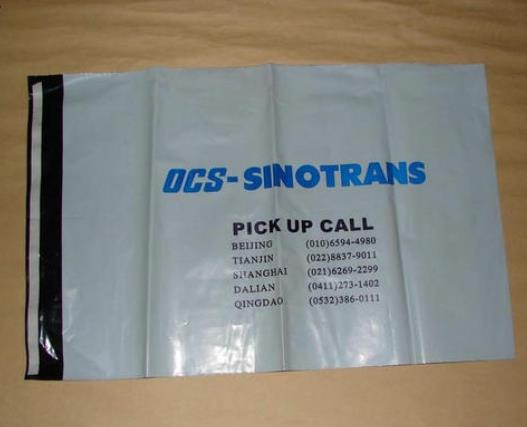 OCS-SINOTRANS
PICK UP CALL
BEIJING (010)6594-4980
TIANJIN (022)8837-9011
SHANGHAI (021)6269-2299
DALIAN (0411)273-1402
QINGDAO (0532)386-0111